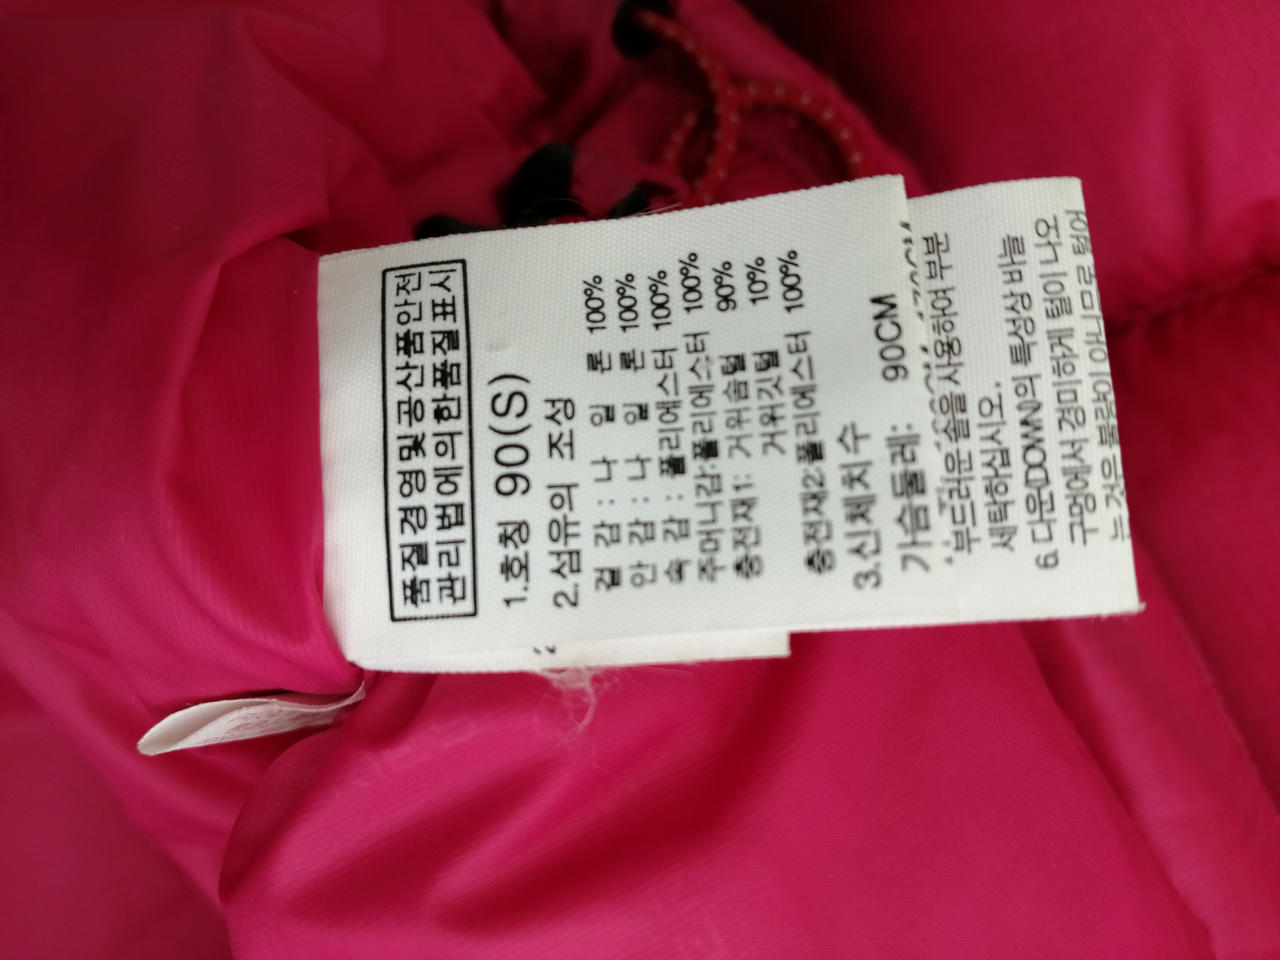 품질경영및공산품안전
관리법에의한품질표시
1.호칭 90(S)
2.섬유의 조성
겉 감 : 나 일 론 100%
안 감 : 나 일 론 100%
속 감 : 폴리에스터 100%
주머니감:폴리에스터 100%
충전재1: 거위솜털 90%
거위깃털 10%
충전재2:폴리에스터 100%
3.신체치수
가슴둘레: 90CM
부드러운 솔을 사용하여 부분
세탁하십시오.
6. 다운(DOWN)의 특성상 바늘
구멍에서 경미하게 털이 나오
는 것은 불량이 아니므로 털어